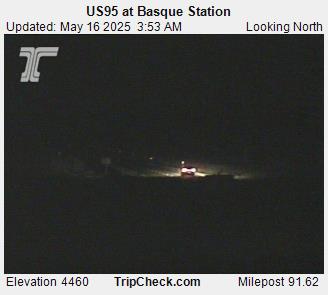 US95 at Basque Station
Updated: May 16 2025 3:53 AM Looking North
Elevation 4460 TripCheck.com Milepost 91.62